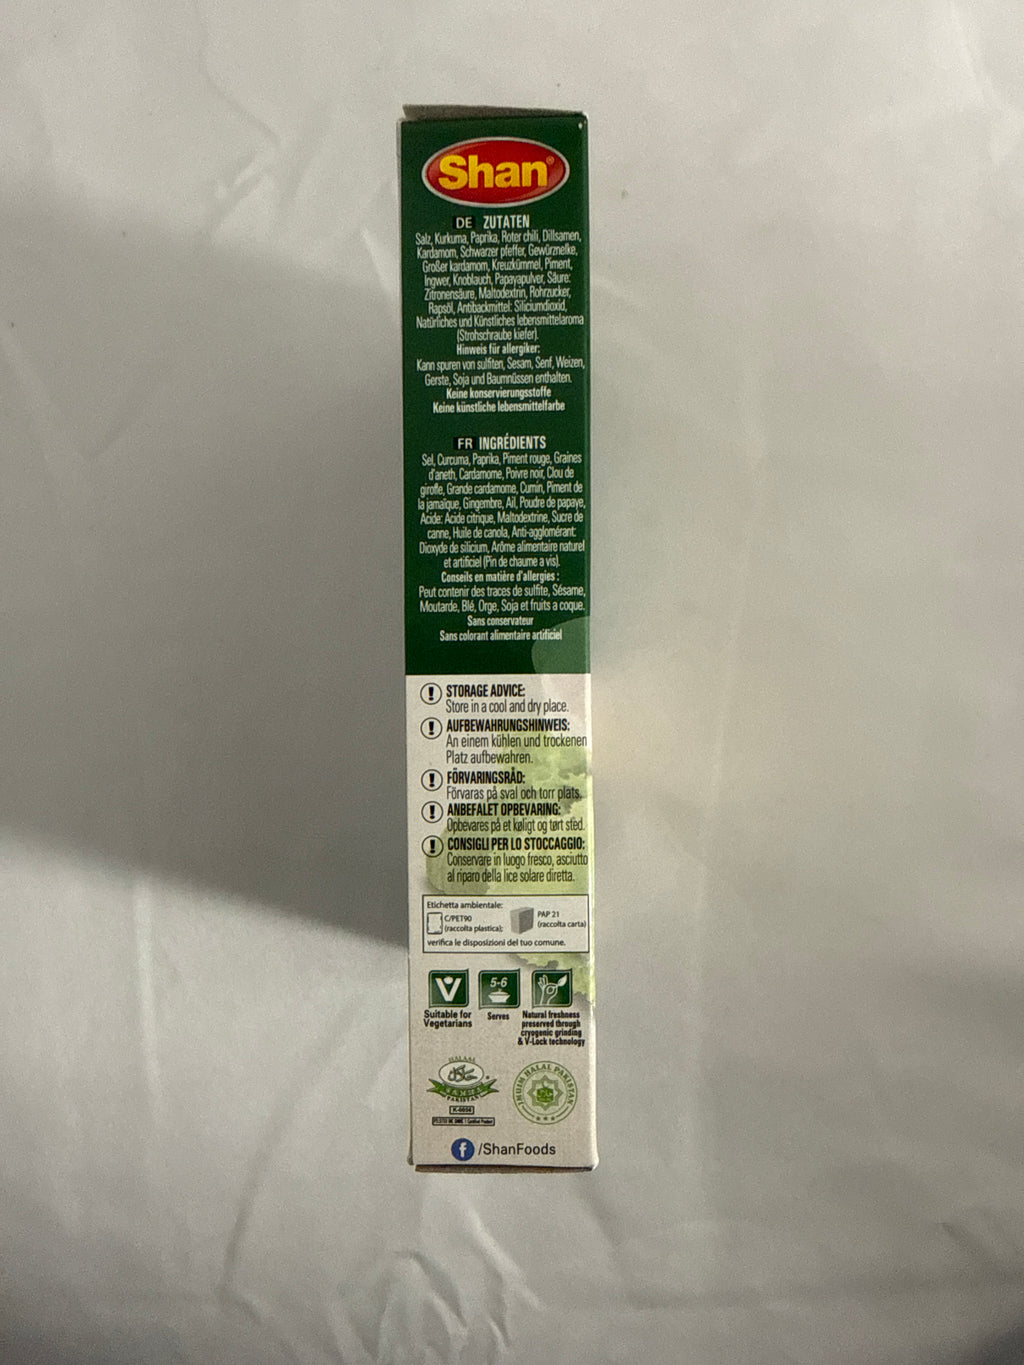 Shan®
DE ZUTATEN
Salz, Kurkuma, Paprika, Roter chili, Dillsamen,
Kardamom, Schwarzer pfeffer, Gewürznelke,
Großer kardamom, Kreuzkümmel, Piment,
Ingwer, Knoblauch, Papayapulver, Säure:
Zitronensäure, Maltodextrin, Rohrzucker,
Rapsöl, Antibackmittel: Siliciumdioxid,
Natürliches und Künstliches lebensmittelaroma
(Strohschraube kiefer).
Hinweis für allergiker:
Kann spuren von sulfiten, Sesam, Senf, Weizen,
Gerste, Soja und Baumnüssen enthalten.
Keine konservierungsstoffe
Keine künstliche lebensmittelfarbe
FR INGRÉDIENTS
Sel, Curcuma, Paprika, Piment rouge, Graines
d'aneth, Cardamome, Poivre noir, Clou de
girofle, Grande cardamome, Cumin, Piment de
la jamaïque, Gingembre, Ail, Poudre de papaye,
Acide: Acide citrique, Maltodextrine, Sucre de
canne, Huile de canola, Anti-agglomérant:
Dioxyde de silicium, Arôme alimentaire naturel
et artificiel (Pin de chaume a vis).
Conseils en matière d'allergies :
Peut contenir des traces de sulfite, Sésame,
Moutarde, Blé, Orge, Soja et fruits a coque.
Sans conservateur
Sans colorant alimentaire artificiel
! STORAGE ADVICE:
Store in a cool and dry place.
! AUFBEWAHRUNGSHINWEIS:
An einem kühlen und trockenen
Platz aufbewahren.
! FÖRVARINGSRÅD:
Förvaras på sval och torr plats.
! ANBEFALET OPBEVARING:
Opbevares på et køligt og tørt sted.
! CONSIGLI PER LO STOCCAGGIO:
Conservare in luogo fresco, asciutto
al riparo della lice solare diretta.
Etichetta ambientale:
C/PET90
(raccolta plastica);
PAP 21
(raccolta carta)
verifica le disposizioni del tuo comune.
V
Suitable for
Vegetarians
5-6
Serves
Natural freshness
preserved through
cryogenic grinding
& V-Lock technology
HALAAL
SANHA
PAKISTAN
UNJUM HALAL PAKISTAN
f /ShanFoods